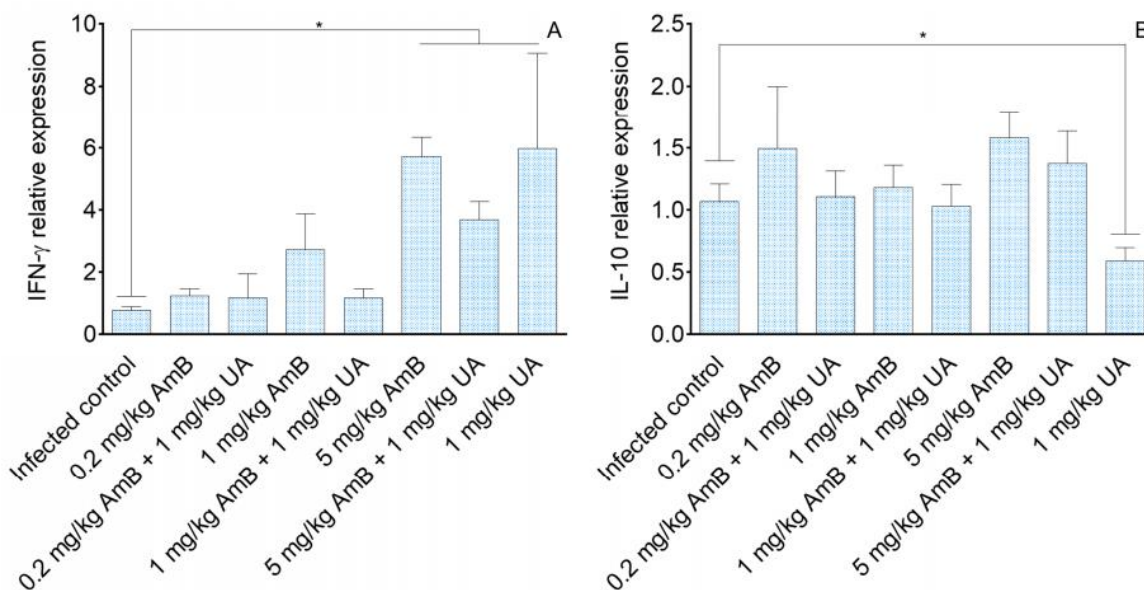 A
*
IFN-γ relative expression
10
8
6
4
2
0
Infected control
0.2 mg/kg AmB
0.2 mg/kg AmB + 1 mg/kg UA
1 mg/kg AmB
1 mg/kg AmB + 1 mg/kg UA
5 mg/kg AmB
5 mg/kg AmB + 1 mg/kg UA
1 mg/kg UA
B
*
IL-10 relative expression
2.5
2.0
1.5
1.0
0.5
0.0
Infected control
0.2 mg/kg AmB
0.2 mg/kg AmB + 1 mg/kg UA
1 mg/kg AmB
1 mg/kg AmB + 1 mg/kg UA
5 mg/kg AmB
5 mg/kg AmB + 1 mg/kg UA
1 mg/kg UA